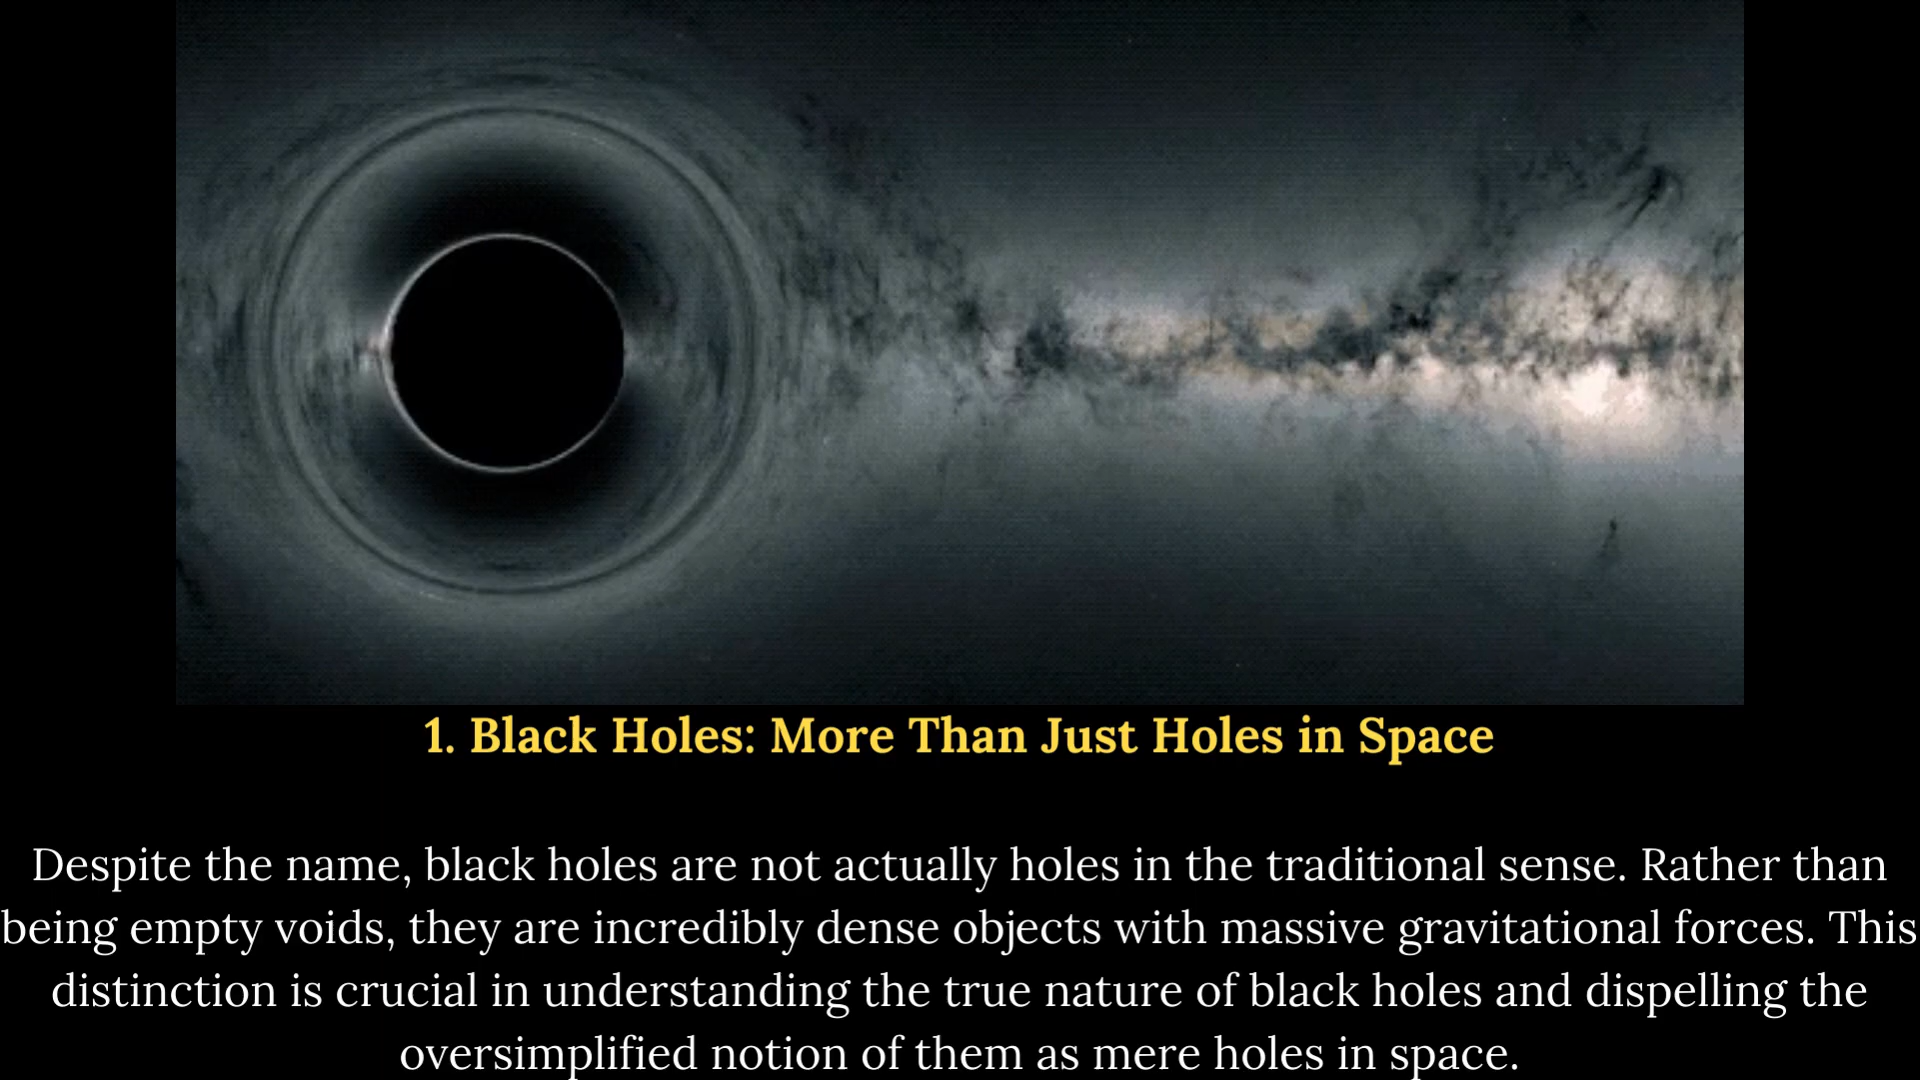 1. Black Holes: More Than Just Holes in Space
Despite the name, black holes are not actually holes in the traditional sense. Rather than
being empty voids, they are incredibly dense objects with massive gravitational forces. This
distinction is crucial in understanding the true nature of black holes and dispelling the
oversimplified notion of them as mere holes in space.